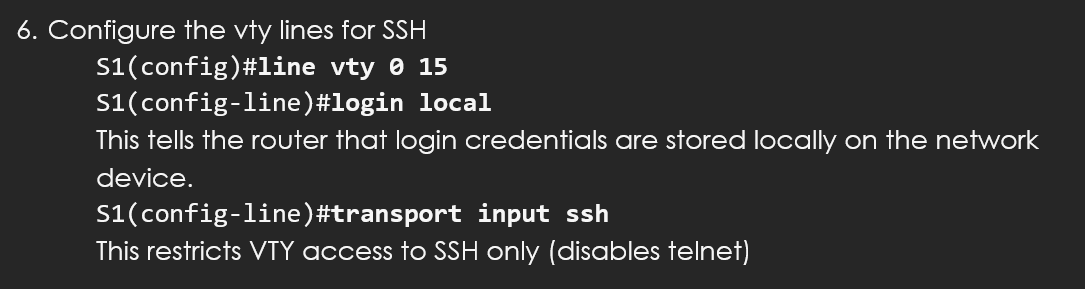 6. Configure the vty lines for SSH
S1(config)#line vty 0 15
S1(config-line)#login local
This tells the router that login credentials are stored locally on the network
device.
S1(config-line)#transport input ssh
This restricts VTY access to SSH only (disables telnet)